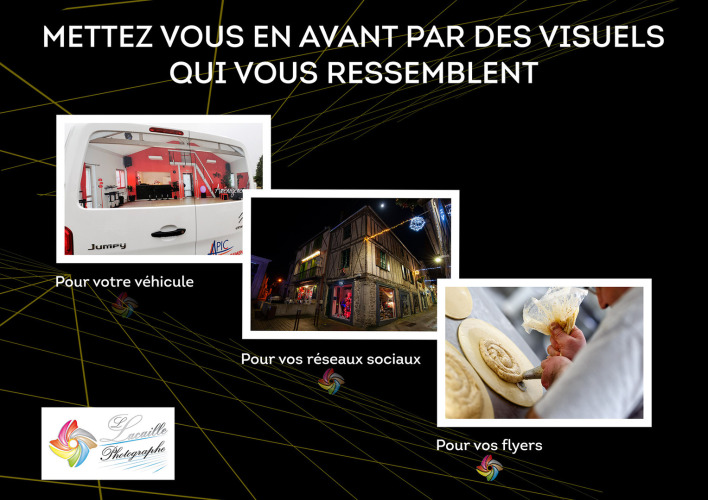 METTEZ VOUS EN AVANT PAR DES VISUELS
QUI VOUS RESSEMBLENT
Jumpy
APIC
Pour votre véhicule
Pour vos réseaux sociaux
Pour vos flyers
Lacaille
Photographe